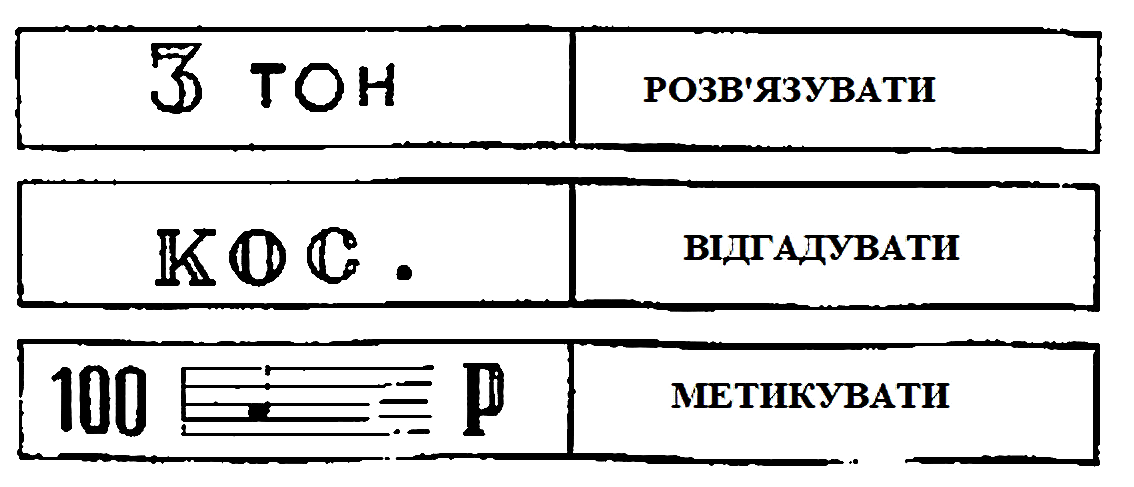 3 ТОН РОЗВ'ЯЗУВАТИ
КОС. ВІДГАДУВАТИ
100 Р МЕТИКУВАТИ